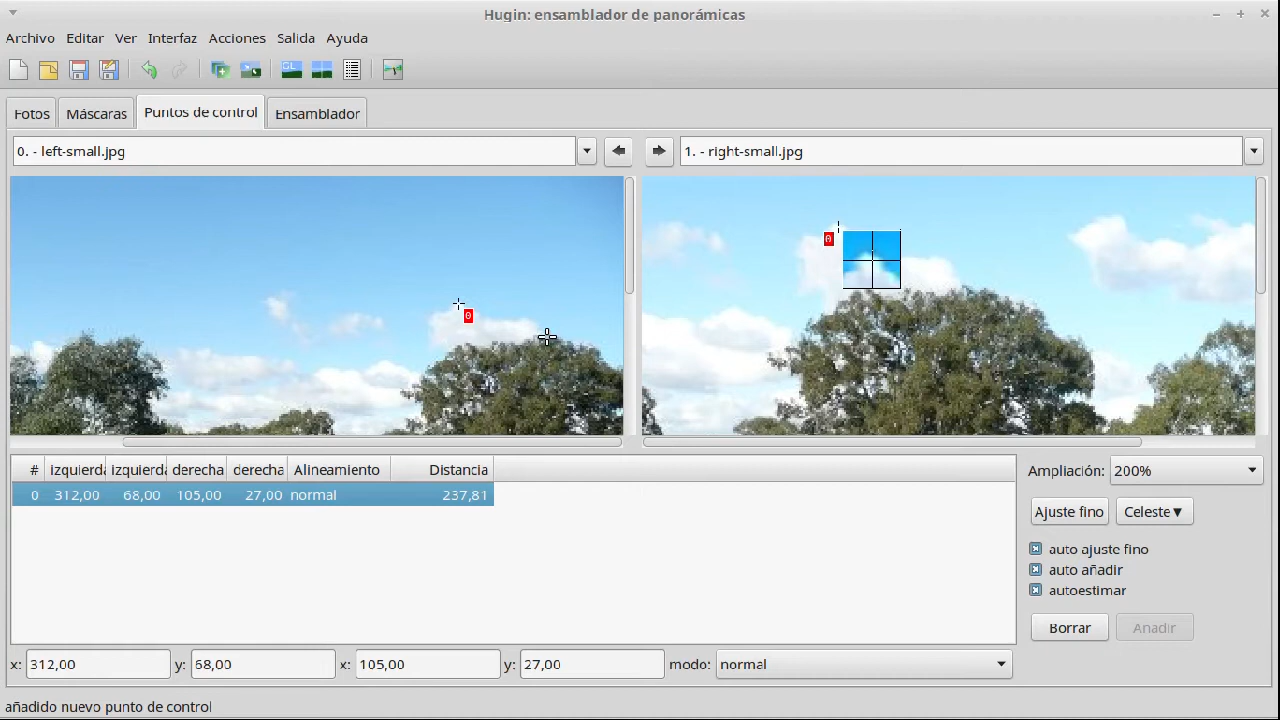 Hugin: ensamblador de panorámicas
Archivo Editar Ver Interfaz Acciones Salida Ayuda
GL
Fotos Máscaras Puntos de control Ensamblador
0. - left-small.jpg 1. - right-small.jpg
0
0
# izquierda izquierda derecha derecha Alineamiento Distancia
0 312,00 68,00 105,00 27,00 normal 237,81
Ampliación: 200%
Ajuste fino Celeste
auto ajuste fino
auto añadir
autoestimar
Borrar Añadir
x: 312,00 y: 68,00 x: 105,00 y: 27,00 modo: normal
añadido nuevo punto de control